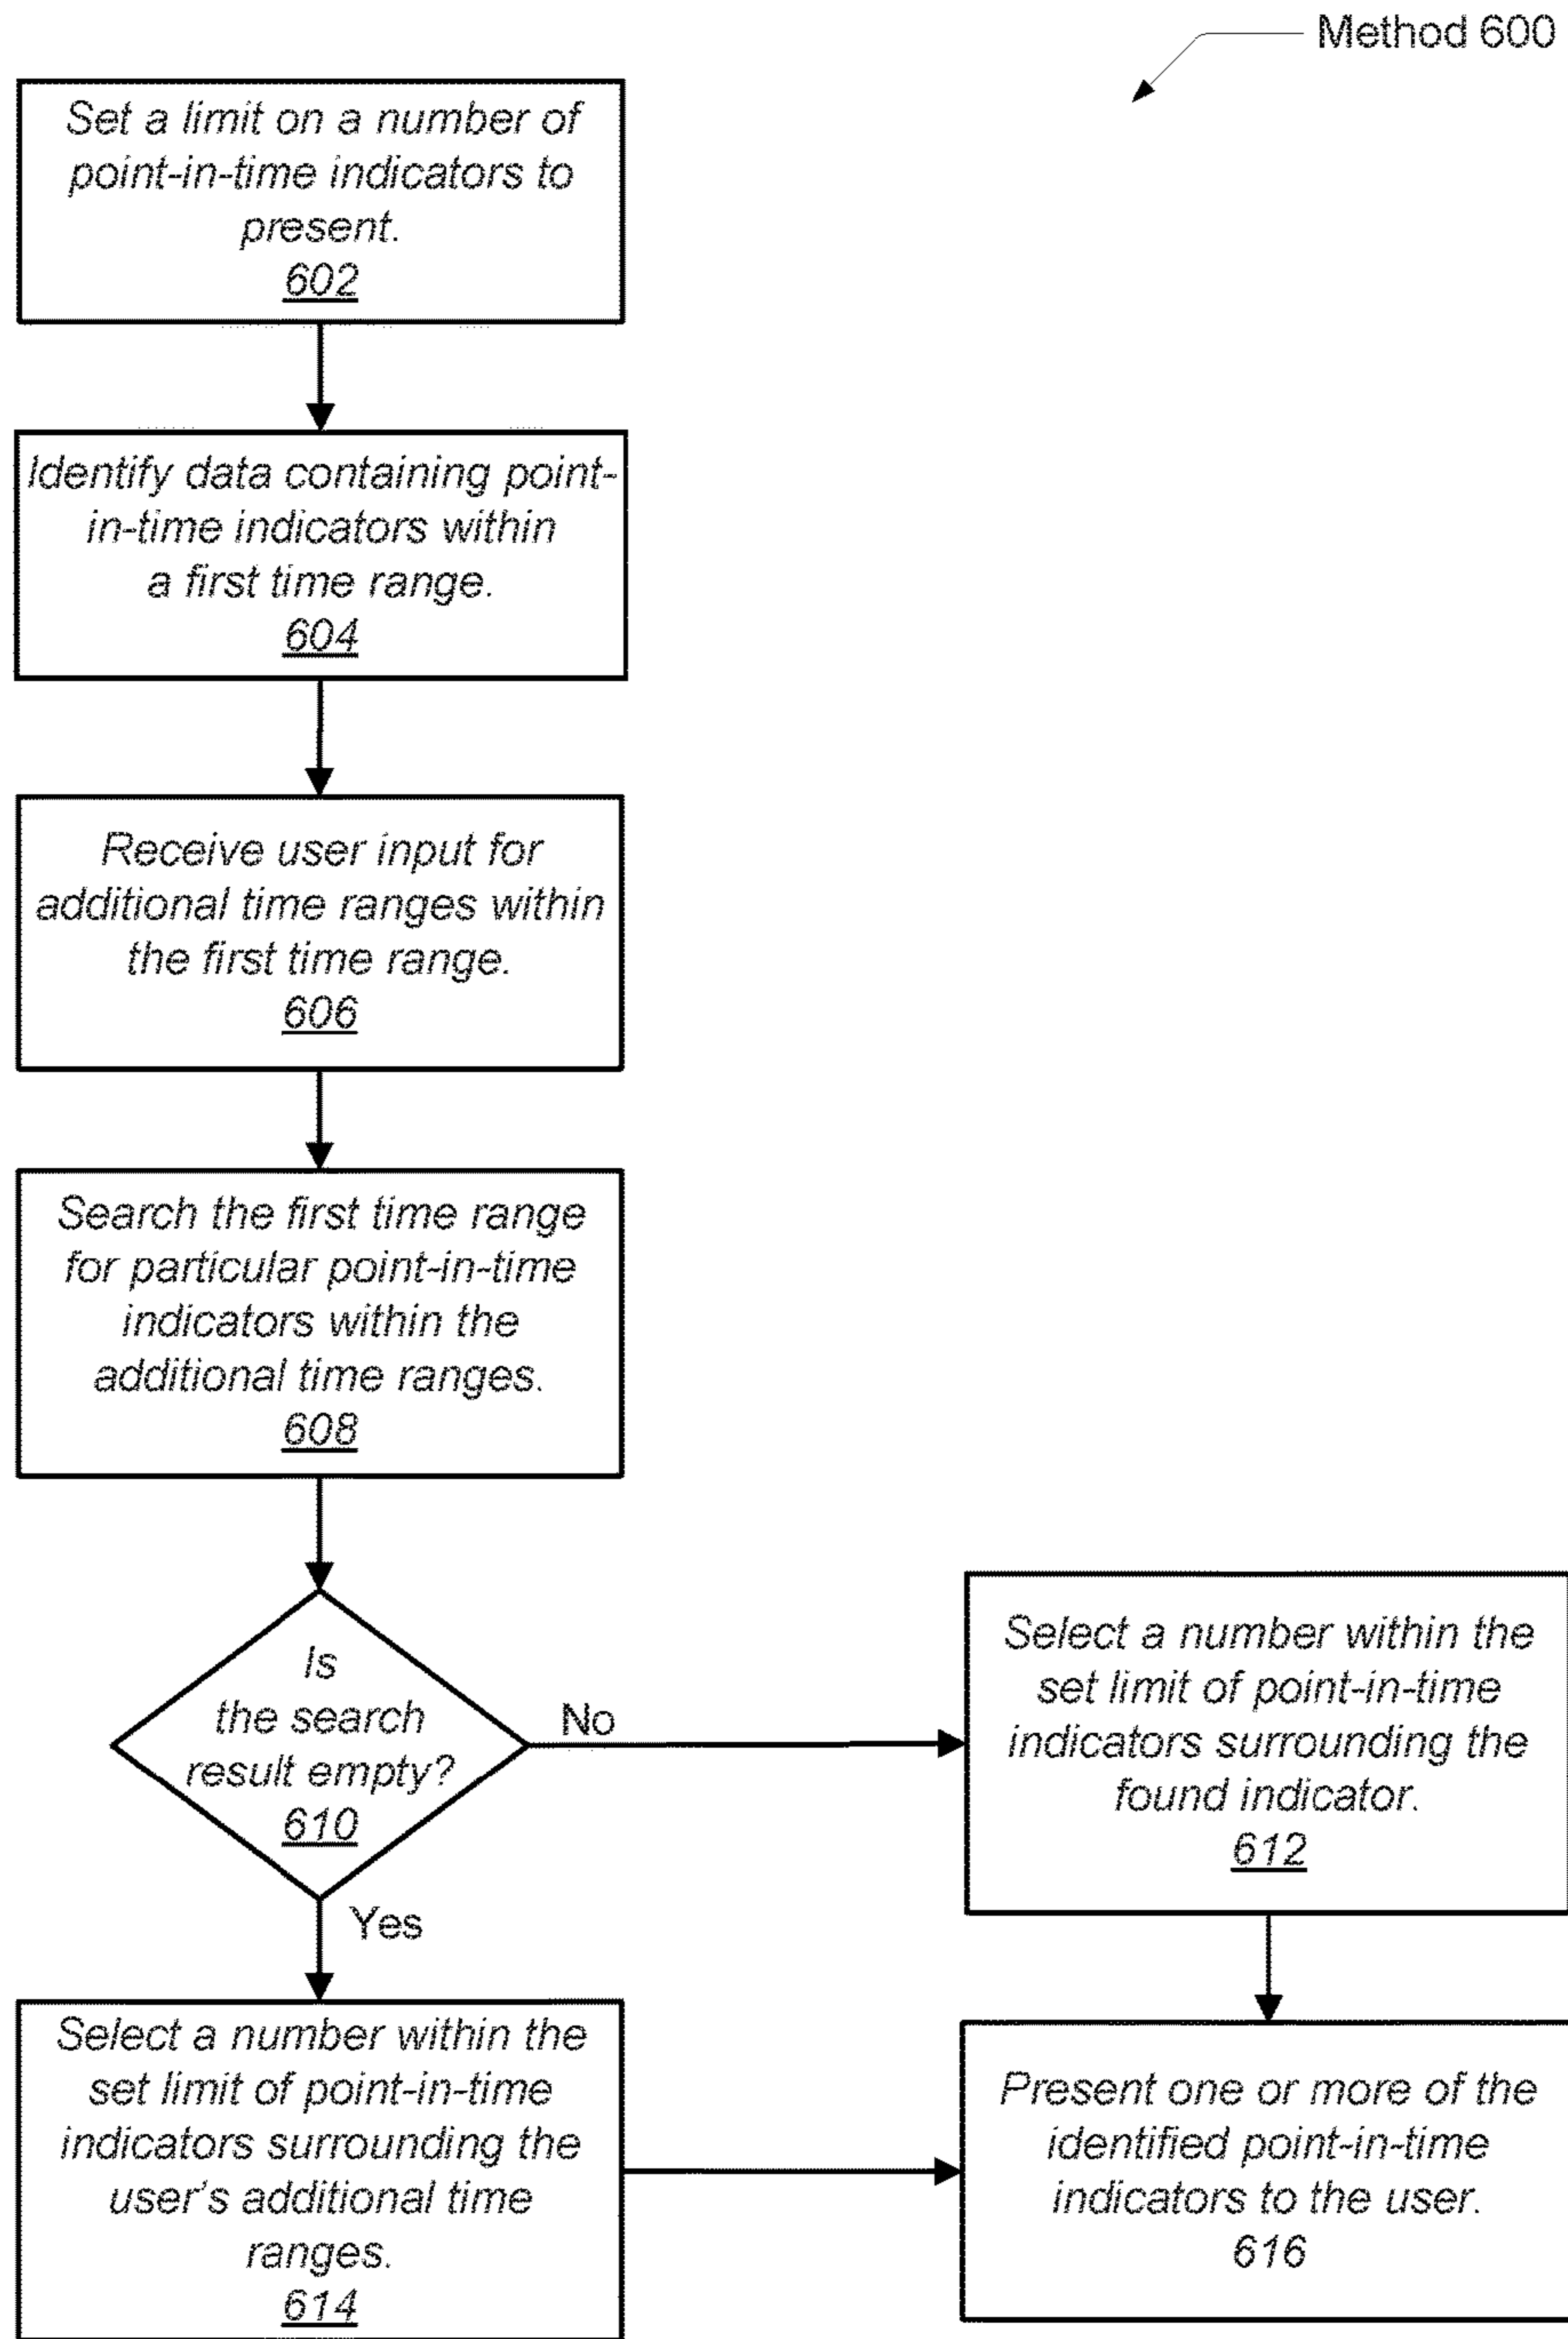 Method 600
Set a limit on a number of
point-in-time indicators to
present.
602
Identify data containing point-
in-time indicators within
a first time range.
604
Receive user input for
additional time ranges within
the first time range.
606
Search the first time range
for particular point-in-time
indicators within the
additional time ranges.
608
Is
the search
result empty?
610
No
Yes
Select a number within the
set limit of point-in-time
indicators surrounding the
found indicator.
612
Select a number within the
set limit of point-in-time
indicators surrounding the
user's additional time
ranges.
614
Present one or more of the
identified point-in-time
indicators to the user.
616